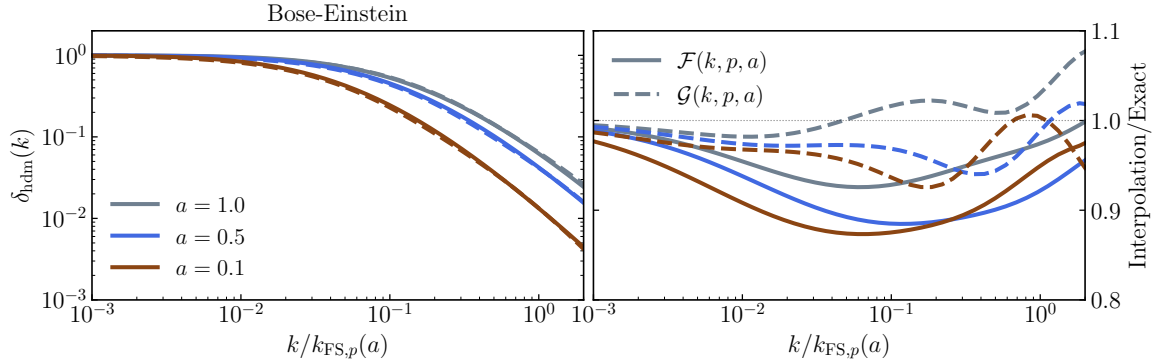 Bose-Einstein
δ_hdm(k)
10^0
10^−1
10^−2
10^−3
a = 1.0
a = 0.5
a = 0.1
10^−3
10^−2
10^−1
10^0
10
k/k_FS,p(a)
F(k, p, a)
G(k, p, a)
10^−3
10^−2
10^−1
10^0
k/k_FS,p(a)
1.1
1.0
0.9
0.8
Interpolation/Exact